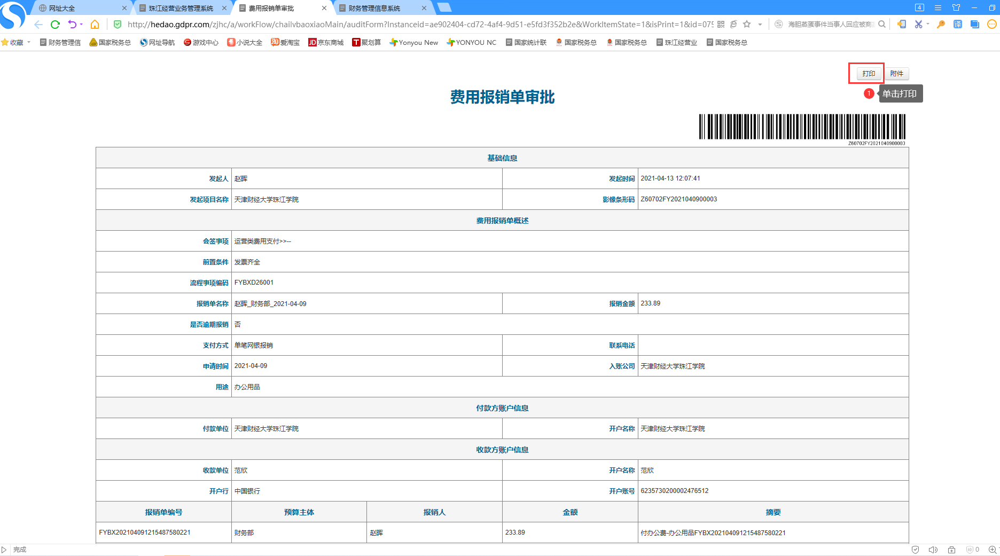 网址大全
珠江经营业务管理系统
费用报销单审批
财务管理信息系统
4
http://hedao.gdpr.com/zjhc/a/workFlow/chailvbaoxiaoMain/auditForm?Instanceid=ae902404-cd72-4af4-9d51-e5fd3f352b2e&WorkItemState=1&isPrint=1&id=075
海胆蒸蛋事件当事人回应被商
译
收藏 财务管理信 国家税务总 网址导航 游戏中心 小说大全 爱淘宝 京东商城 聚划算 Yonyou New YONYOU NC 国家统计联 国家税务总 国家税务总 珠江经营业 国家税务总
打印 附件
1 单击打印
费用报销单审批
Z60702FY2021040900003
基础信息
发起人 赵晖 发起时间 2021-04-13 12:07:41
发起项目名称 天津财经大学珠江学院 影像条形码 Z60702FY2021040900003
费用报销单概述
会签事项 运营类费用支付>>--
前置条件 发票齐全
流程事项编码 FYBXD26001
报销单名称 赵晖_财务部_2021-04-09 报销金额 233.89
是否逾期报销 否
支付方式 单笔网银报销 联系电话
申请时间 2021-04-09 入账公司 天津财经大学珠江学院
用途 办公用品
付款方账户信息
付款单位 天津财经大学珠江学院 开户名称 天津财经大学珠江学院
收款方账户信息
收款单位 范欣 开户名称 范欣
开户行 中国银行 开户账号 6235730200002476512
报销单编号 预算主体 报销人 金额 摘要
FYBX202104091215487580221 财务部 赵晖 233.89 付办公费-办公用品FYBX202104091215487580221
完成
0